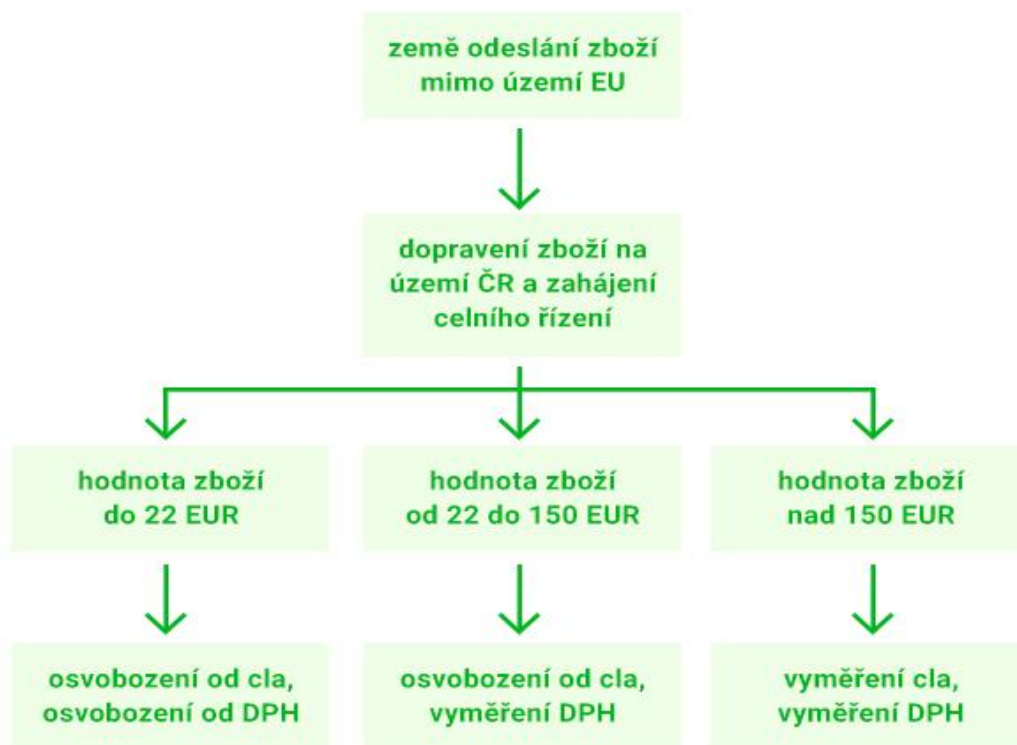 země odeslání zboží
mimo území EU
dopravení zboží na
území ČR a zahájení
celního řízení
hodnota zboží
do 22 EUR
hodnota zboží
od 22 do 150 EUR
hodnota zboží
nad 150 EUR
osvobození od cla,
osvobození od DPH
osvobození od cla,
vyměření DPH
vyměření cla,
vyměření DPH